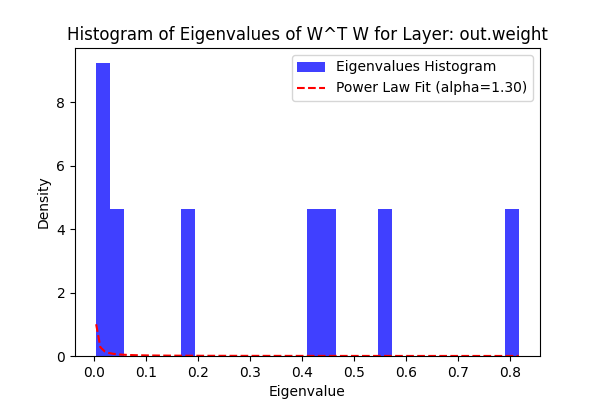 Histogram of Eigenvalues of W^T W for Layer: out.weight
Eigenvalues Histogram
Power Law Fit (alpha=1.30)
Density
8
6
4
2
0
0.0 0.1 0.2 0.3 0.4 0.5 0.6 0.7 0.8
Eigenvalue